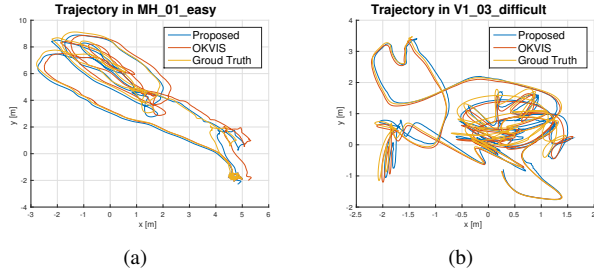 Trajectory in MH_01_easy
Proposed
OKVIS
Groud Truth
y [m]
8
6
4
2
0
-2
-4
-3
-2
-1
0
1
2
3
4
5
6
x [m]
(a)
Trajectory in V1_03_difficult
Proposed
OKVIS
Groud Truth
y [m]
4
3
2
1
0
-1
-2
-2.5
-2
-1.5
-1
-0.5
0
0.5
1
1.5
2
x [m]
(b)